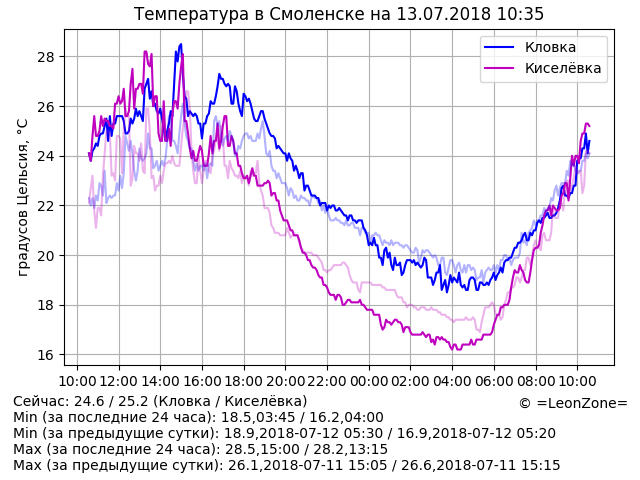 Температура в Смоленске на 13.07.2018 10:35
Кловка
Киселёвка
градусов Цельсия, °C
28
26
24
22
20
18
16
10:00 12:00 14:00 16:00 18:00 20:00 22:00 00:00 02:00 04:00 06:00 08:00 10:00
Сейчас: 24.6 / 25.2 (Кловка / Киселёвка)
© =LeonZone=
Min (за последние 24 часа): 18.5,03:45 / 16.2,04:00
Min (за предыдущие сутки): 18.9,2018-07-12 05:30 / 16.9,2018-07-12 05:20
Max (за последние 24 часа): 28.5,15:00 / 28.2,13:15
Max (за предыдущие сутки): 26.1,2018-07-11 15:05 / 26.6,2018-07-11 15:15